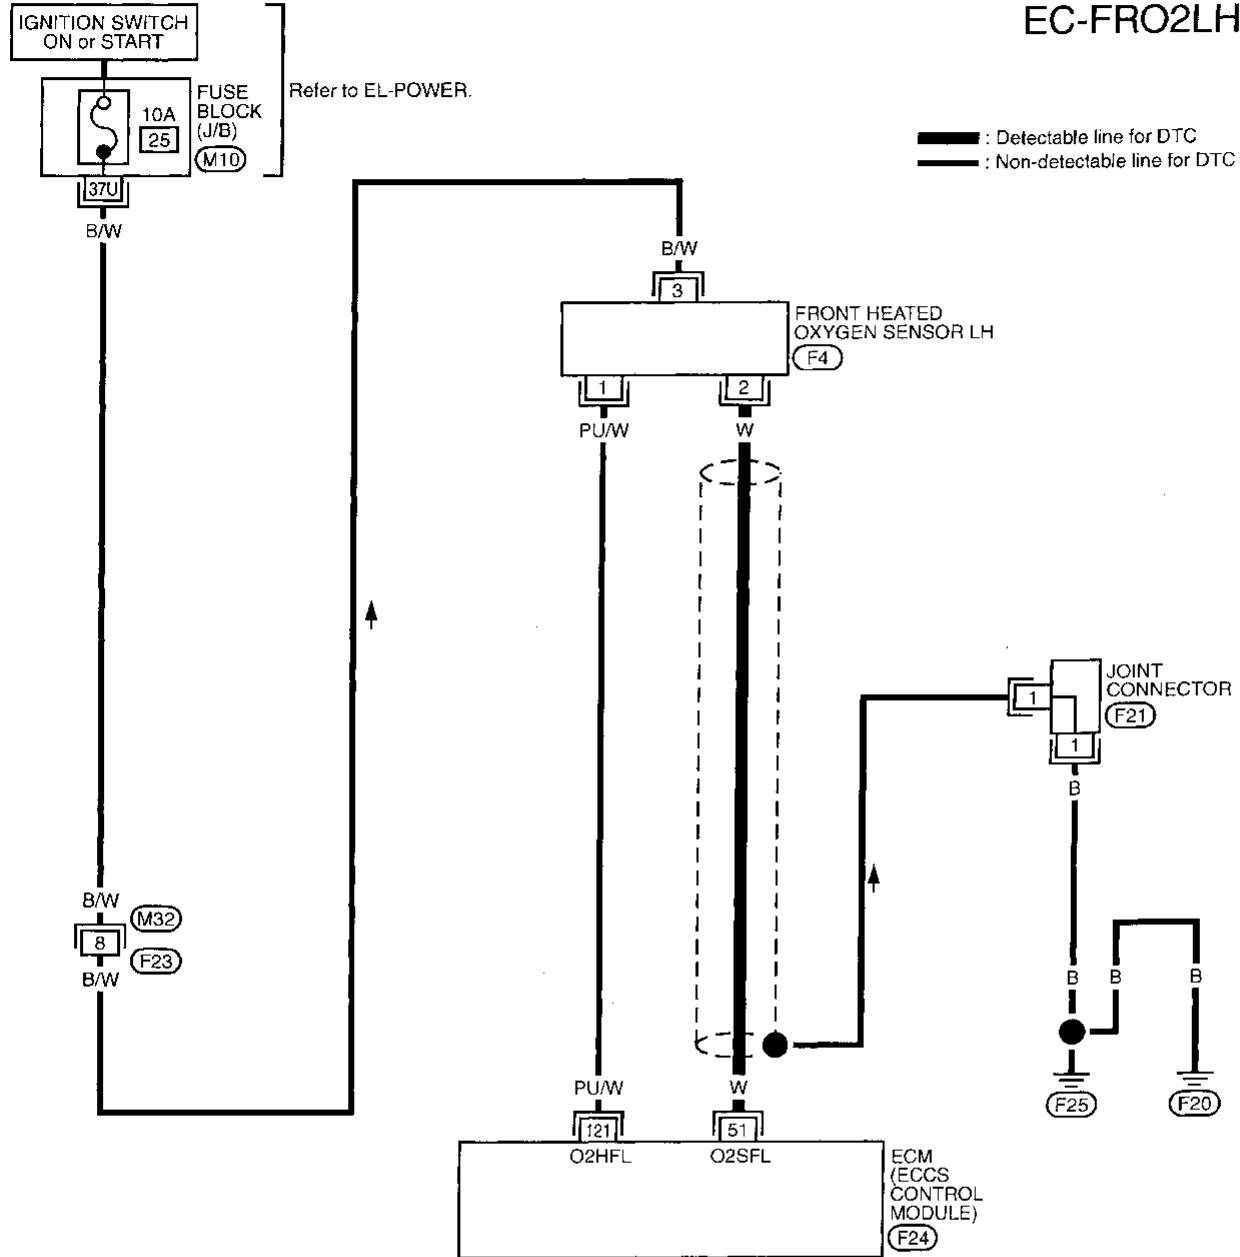 EC-FRO2LH
IGNITION SWITCH
ON or START
FUSE
BLOCK
(J/B)
M10
10A
25
Refer to EL-POWER.
: Detectable line for DTC
: Non-detectable line for DTC
37U
B/W
B/W
3
FRONT HEATED
OXYGEN SENSOR LH
F4
1
2
PU/W
W
JOINT
CONNECTOR
F21
1
1
B
B/W
M32
8
F23
B/W
B
B
B
PU/W
W
F25
F20
121
51
O2HFL
O2SFL
ECM
(ECCS
CONTROL
MODULE)
F24